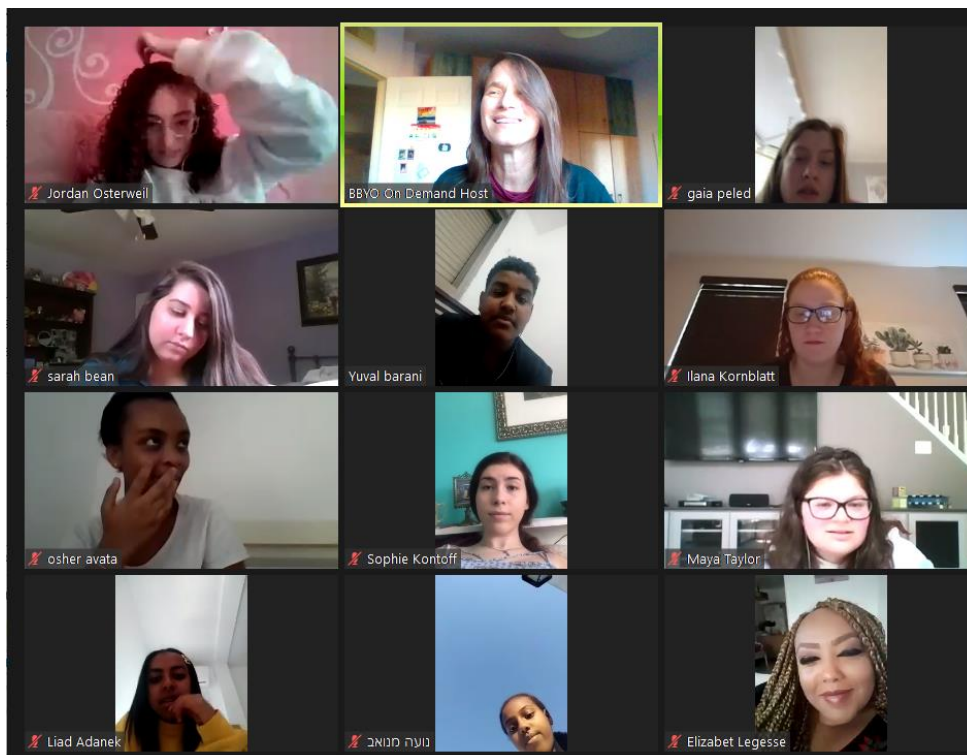 Jordan Osterweil
BBYO On Demand Host
gaia peled
sarah bean
Yuval barani
Ilana Kornblatt
osher avata
Sophie Kontoff
Maya Taylor
Liad Adanek
נועה מנואב
Elizabet Legesse